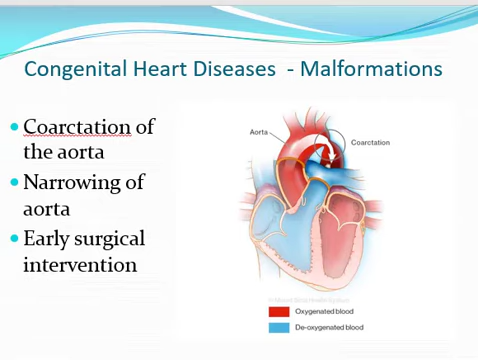 Congenital Heart Diseases - Malformations
• Coarctation of
the aorta
• Narrowing of
aorta
• Early surgical
intervention
Aorta
Coarctation
Oxygenated blood
De-oxygenated blood